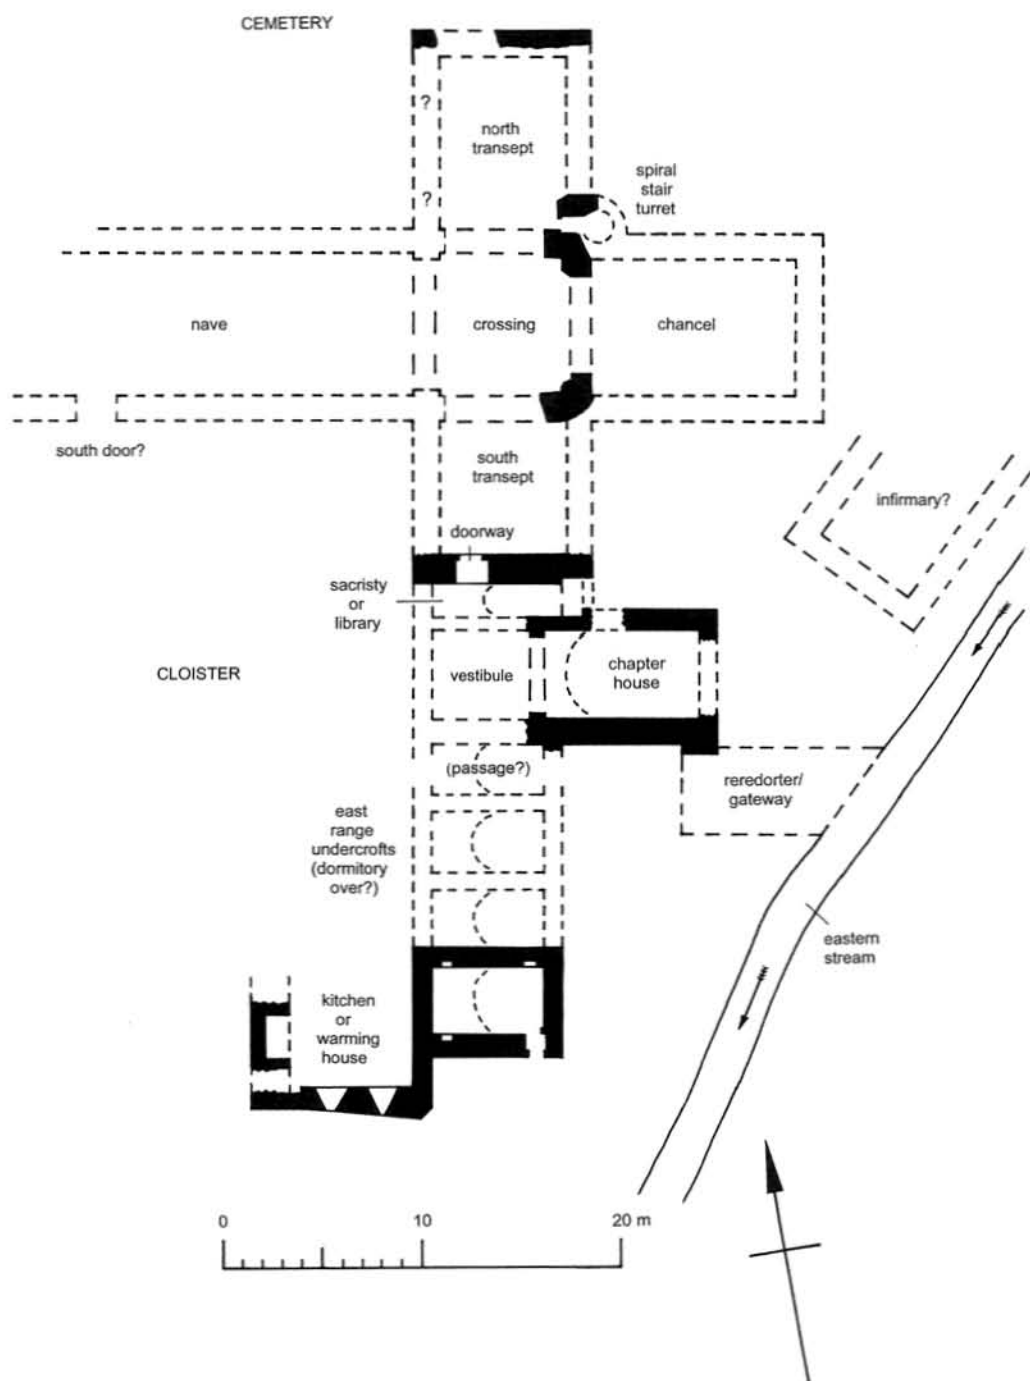 CEMETERY
?
north
transept
spiral
stair
turret
?
nave
crossing
chancel
south door?
south
transept
infirmary?
doorway
sacristy
or
library
CLOISTER
vestibule
chapter
house
(passage?)
reredorter/
gateway
east
range
undercrofts
(dormitory
over?)
eastern
stream
kitchen
or
warming
house
0 10 20 m